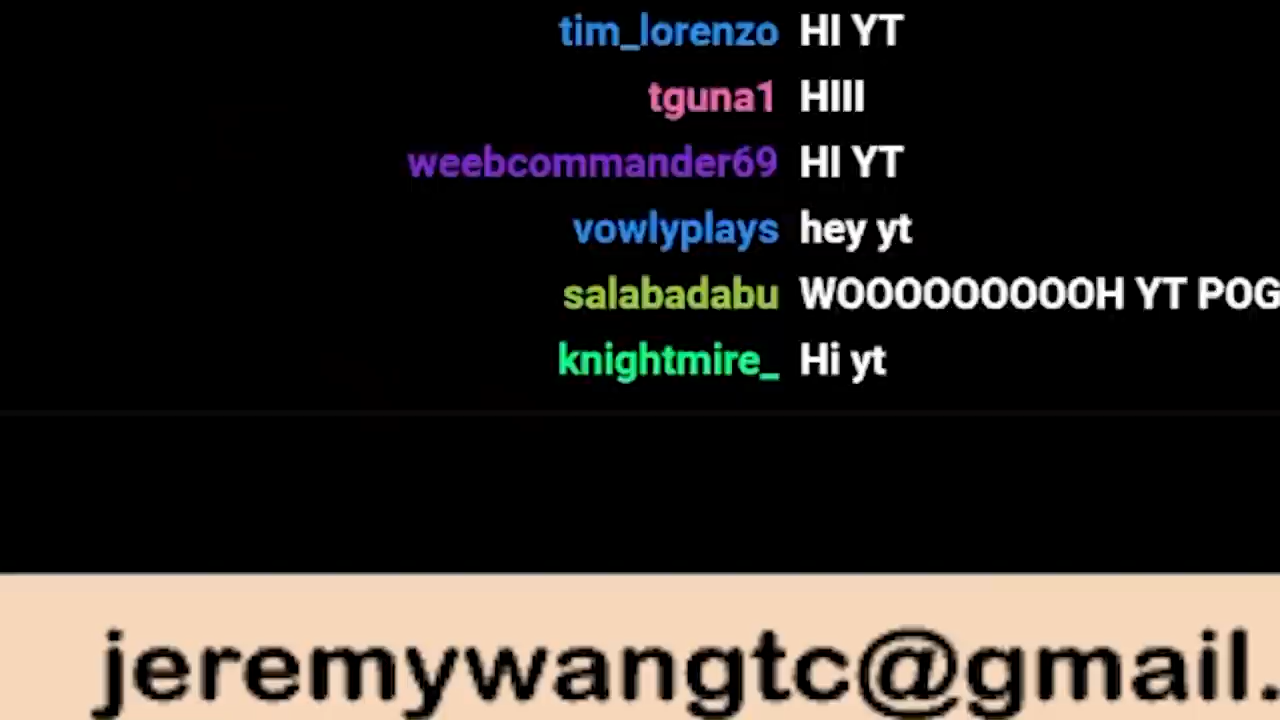 tim_lorenzo HI YT
tguna1 HIII
weebcommander69 HI YT
vowlyplays hey yt
salabadabu WOOOOOOOOOOH YT POG
knightmire_ Hi yt
jeremywangtc@gmail.